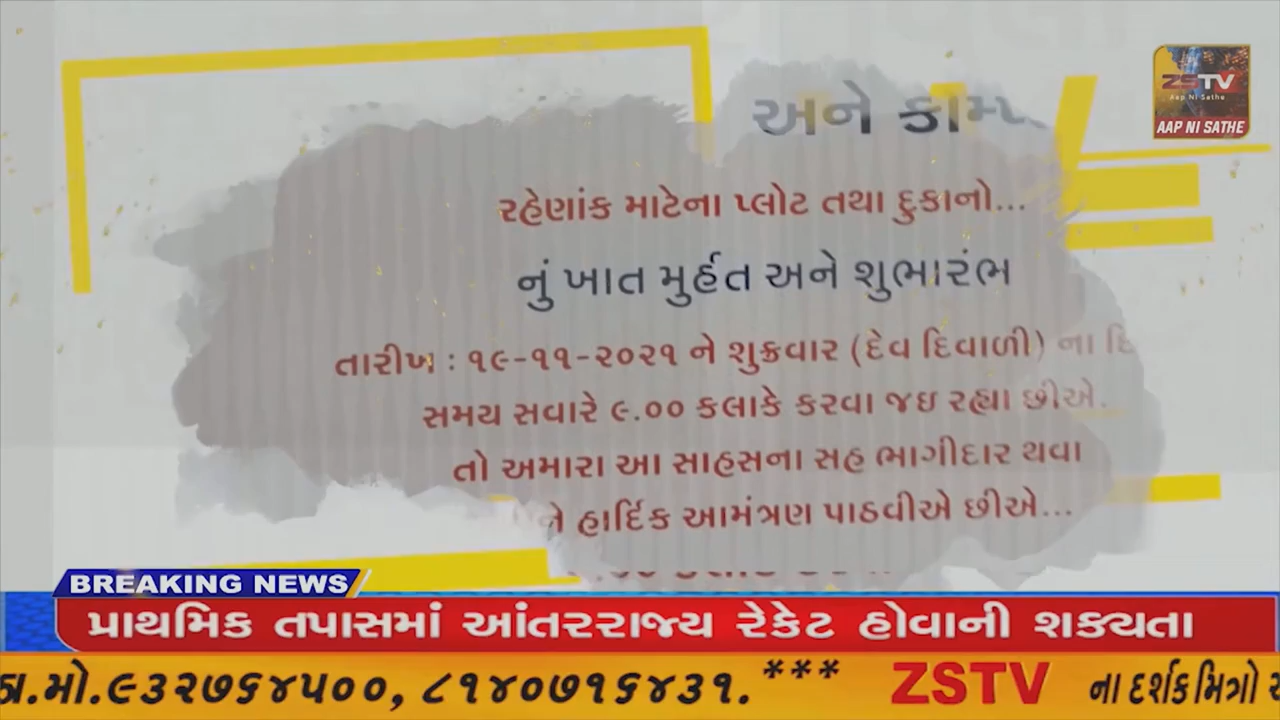 ZSTV
Aap Ni Sathe
AAP NI SATHE
અને
રહેણાંક માટેના પ્લોટ તથા દુકાનો...
નું ખાત મુર્હત અને શુભારંભ
તારીખ : ૧૯-૧૧-૨૦૨૧ ને શુક્રવાર (દેવ દિવાળી) ના
સમય સવારે ૯.૦૦ કલાકે કરવા જઇ રહ્યા છીએ.
તો અમારા આ સાહસના સહ ભાગીદાર થવા
હાર્દિક આમંત્રણ પાઠવીએ છીએ...
BREAKING NEWS
પ્રાથમિક તપાસમાં આંતરરાજ્ય રેકેટ હોવાની શક્યતા
મો.૯૩૨૭૬૪૫૦૦, ૮૧૪૦૭૧૬૪૩૧. *** ZSTV ના દર્શક મિત્રો